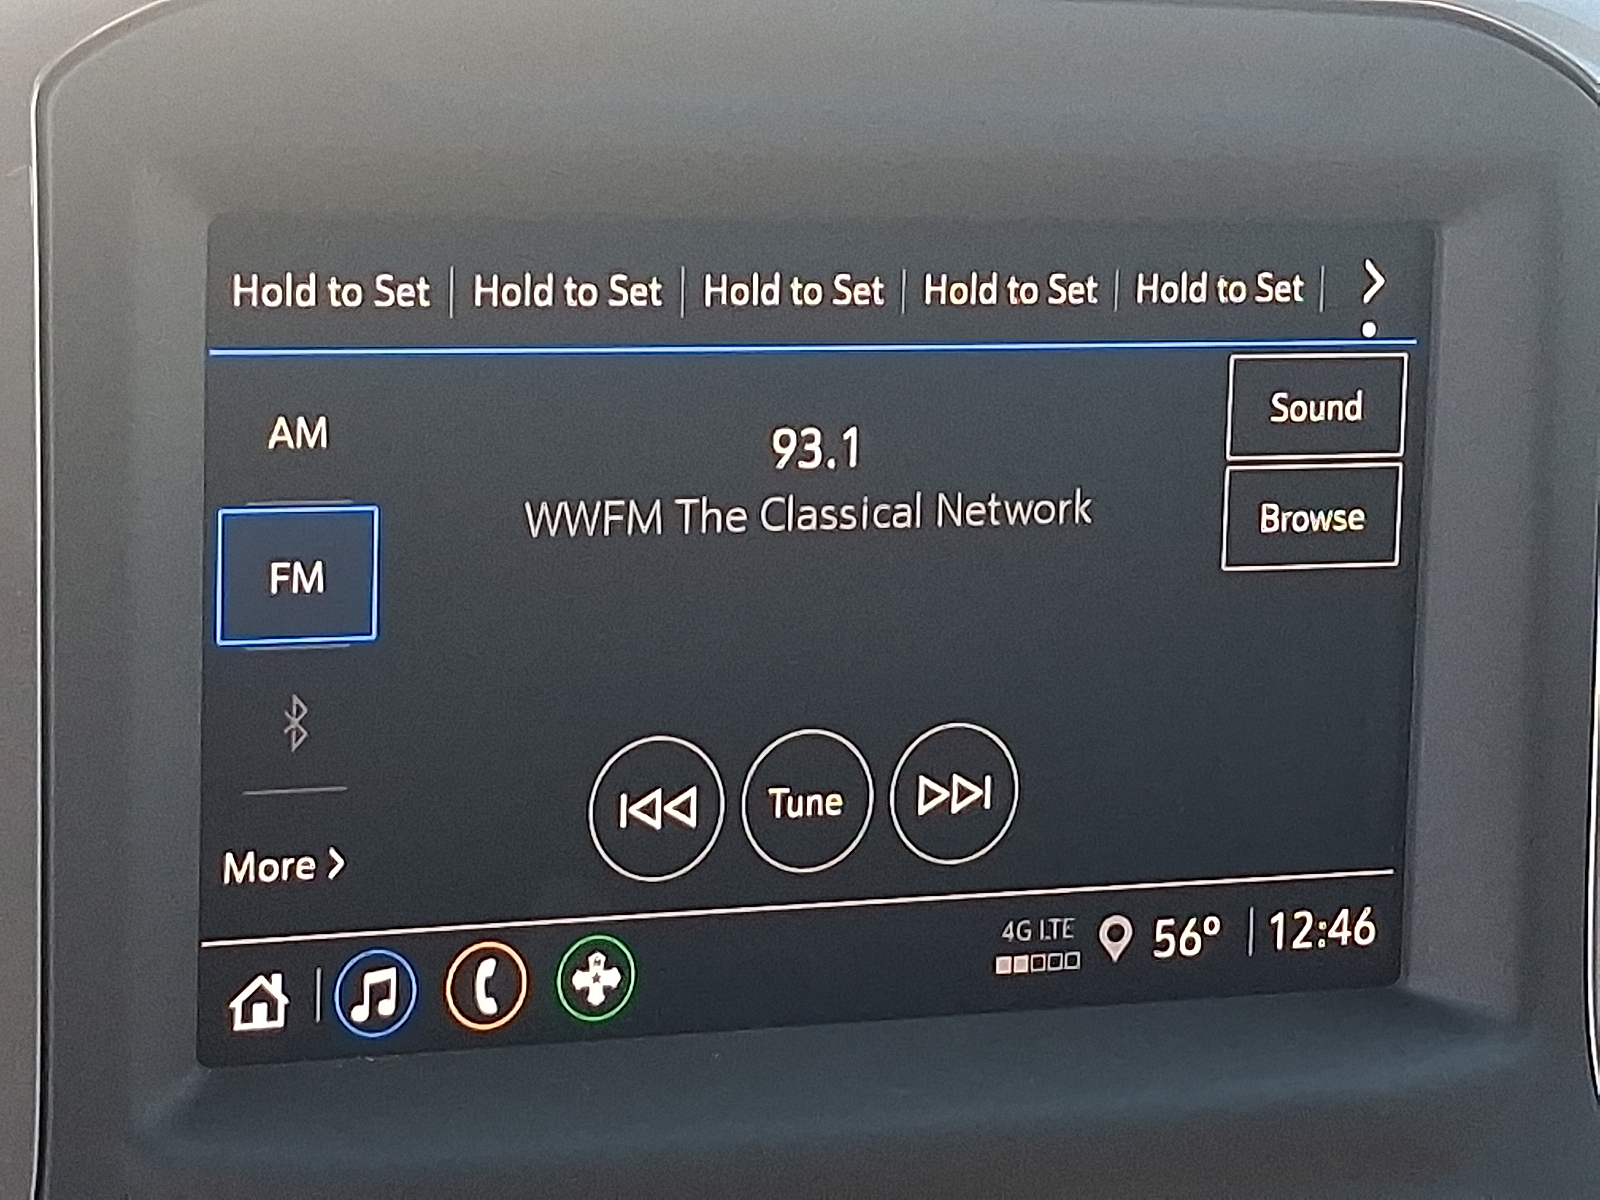 Hold to Set Hold to Set Hold to Set Hold to Set Hold to Set
AM
93.1
Sound
WWFM The Classical Network
Browse
FM
Tune
More
4G LTE 56° 12:46